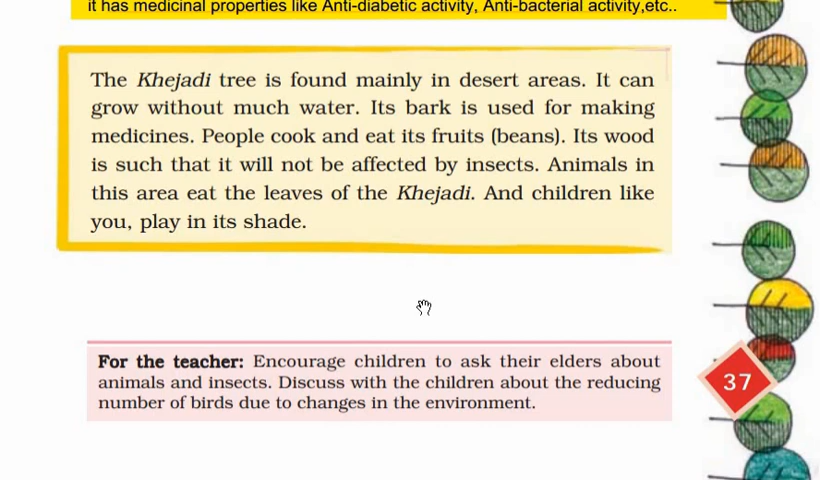 it has medicinal properties like Anti-diabetic activity, Anti-bacterial activity,etc..
The Khejadi tree is found mainly in desert areas. It can
grow without much water. Its bark is used for making
medicines. People cook and eat its fruits (beans). Its wood
is such that it will not be affected by insects. Animals in
this area eat the leaves of the Khejadi. And children like
you, play in its shade.
For the teacher: Encourage children to ask their elders about
animals and insects. Discuss with the children about the reducing
number of birds due to changes in the environment.
37